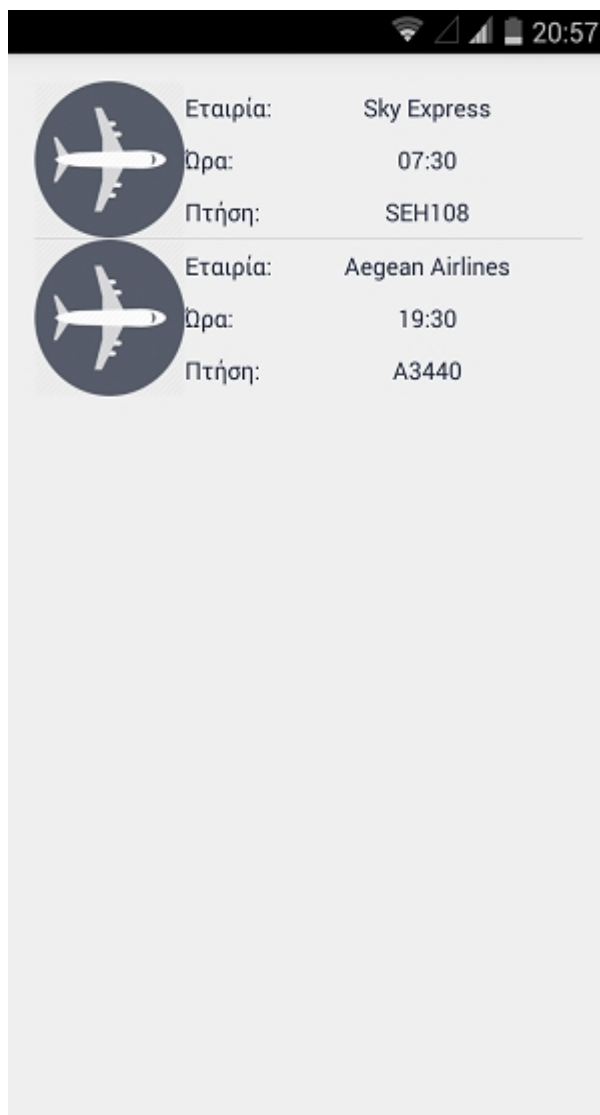 20:57
Εταιρία: Sky Express
Ώρα: 07:30
Πτήση: SEH108
Εταιρία: Aegean Airlines
Ώρα: 19:30
Πτήση: A3440